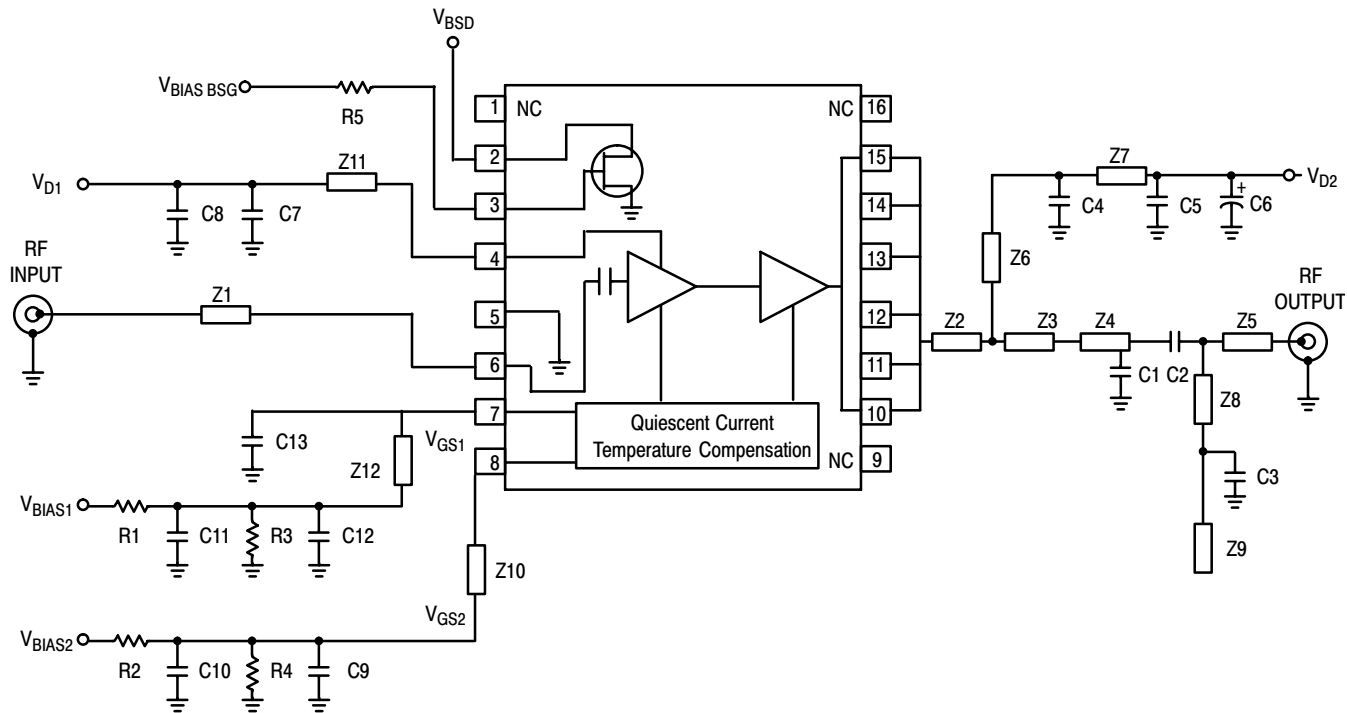 VBSD
VBIAS BSG
R5
1
NC
NC
16
2
15
Z11
Z7
VD1
VD2
3
14
C8
C7
C4
C5
+
C6
4
13
Z6
RF
INPUT
RF
OUTPUT
Z1
5
12
Z2
Z3
Z4
Z5
6
11
C1
C2
7
10
Z8
Quiescent Current
Temperature Compensation
C13
VGS1
Z12
8
NC
9
C3
VBIAS1
R1
C11
R3
C12
Z10
Z9
VGS2
VBIAS2
R2
C10
R4
C9